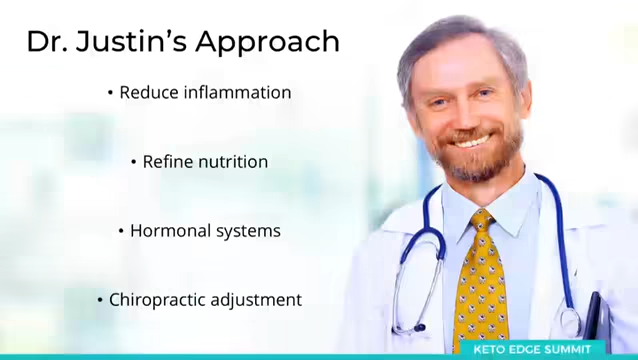 Dr. Justin's Approach
• Reduce inflammation
• Refine nutrition
• Hormonal systems
• Chiropractic adjustment
KETO EDGE SUMMIT